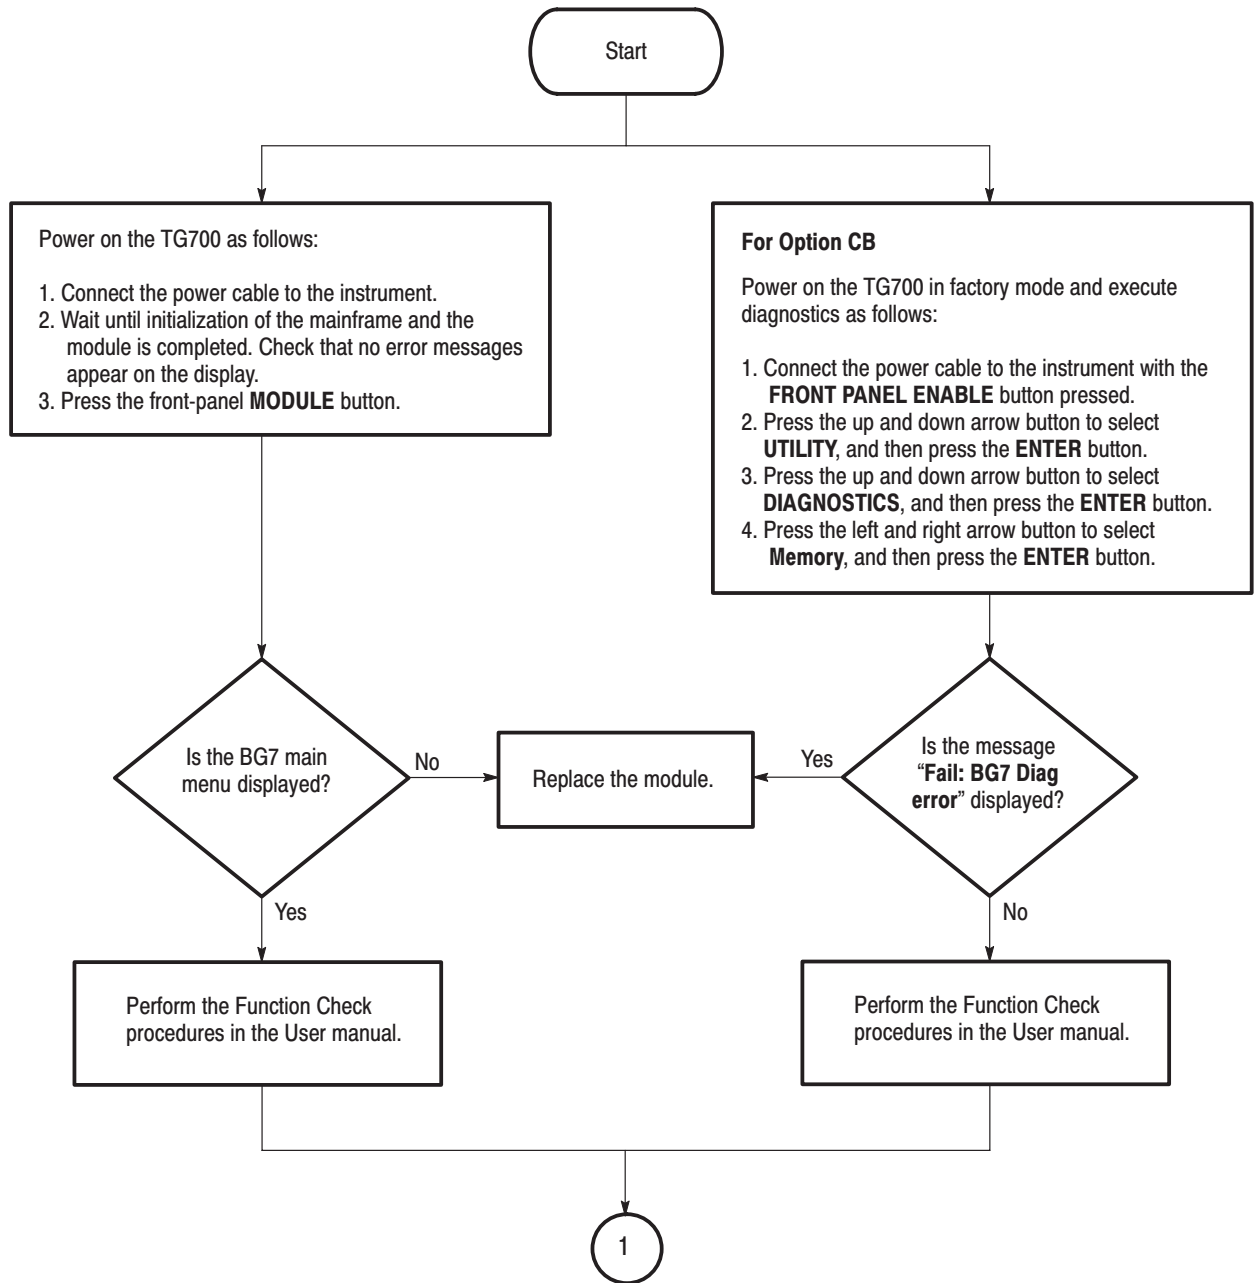 Start
Power on the TG700 as follows:
1. Connect the power cable to the instrument.
2. Wait until initialization of the mainframe and the
module is completed. Check that no error messages
appear on the display.
3. Press the front-panel MODULE button.
For Option CB
Power on the TG700 in factory mode and execute
diagnostics as follows:
1. Connect the power cable to the instrument with the
FRONT PANEL ENABLE button pressed.
2. Press the up and down arrow button to select
UTILITY, and then press the ENTER button.
3. Press the up and down arrow button to select
DIAGNOSTICS, and then press the ENTER button.
4. Press the left and right arrow button to select
Memory, and then press the ENTER button.
Is the BG7 main
menu displayed?
No
Replace the module.
Yes
Is the message
“Fail: BG7 Diag
error” displayed?
Yes
No
Perform the Function Check
procedures in the User manual.
Perform the Function Check
procedures in the User manual.
1